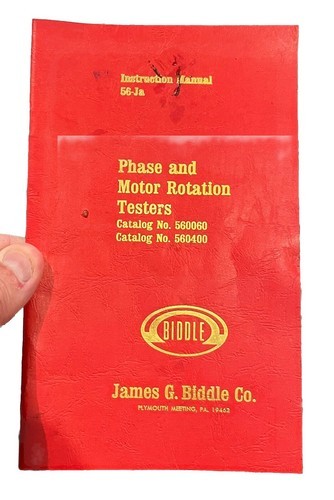 Instruction Manual
56-Ja
Phase and
Motor Rotation
Testers
Catalog No. 560060
Catalog No. 560400
BIDDLE
James G. Biddle Co.
PLYMOUTH MEETING, PA. 19462